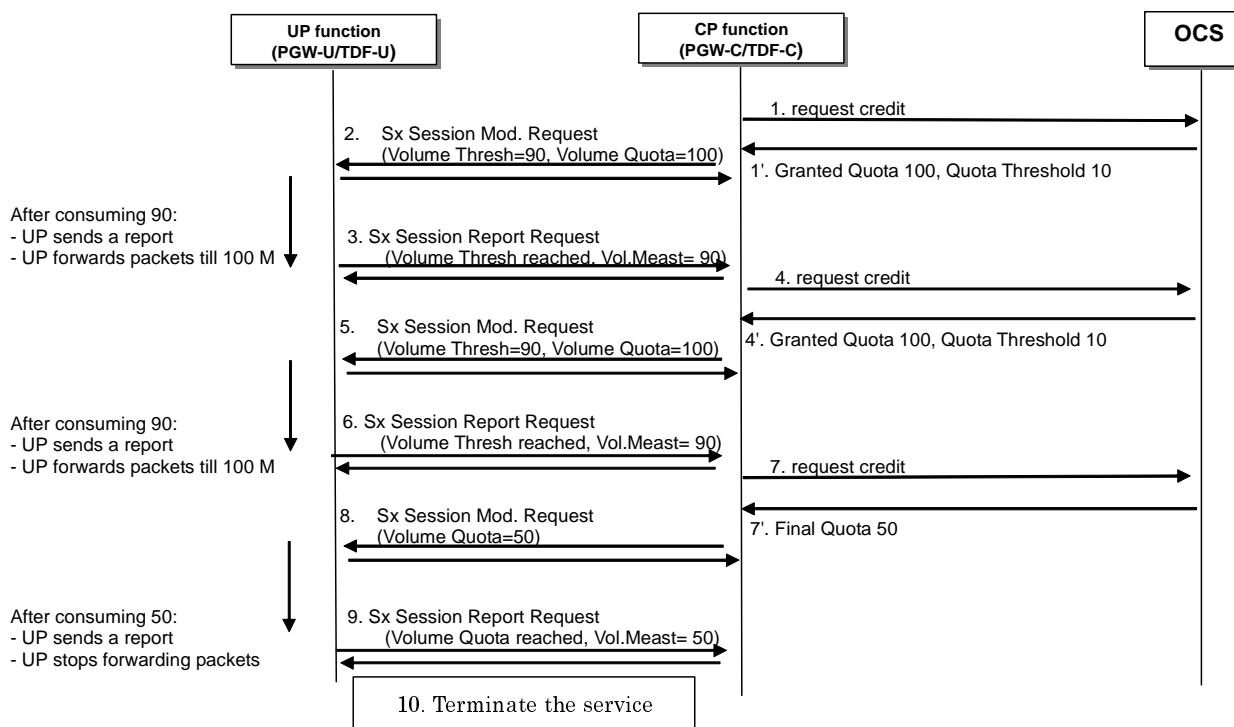 UP function
(PGW-U/TDF-U)
CP function
(PGW-C/TDF-C)
OCS
1. request credit
2. Sx Session Mod. Request
(Volume Thresh=90, Volume Quota=100)
1'. Granted Quota 100, Quota Threshold 10
After consuming 90:
- UP sends a report
- UP forwards packets till 100 M
3. Sx Session Report Request
(Volume Thresh reached, Vol.Meast= 90)
4. request credit
5. Sx Session Mod. Request
(Volume Thresh=90, Volume Quota=100)
4'. Granted Quota 100, Quota Threshold 10
After consuming 90:
- UP sends a report
- UP forwards packets till 100 M
6. Sx Session Report Request
(Volume Thresh reached, Vol.Meast= 90)
7. request credit
8. Sx Session Mod. Request
(Volume Quota=50)
7'. Final Quota 50
After consuming 50:
- UP sends a report
- UP stops forwarding packets
9. Sx Session Report Request
(Volume Quota reached, Vol.Meast= 50)
10. Terminate the service